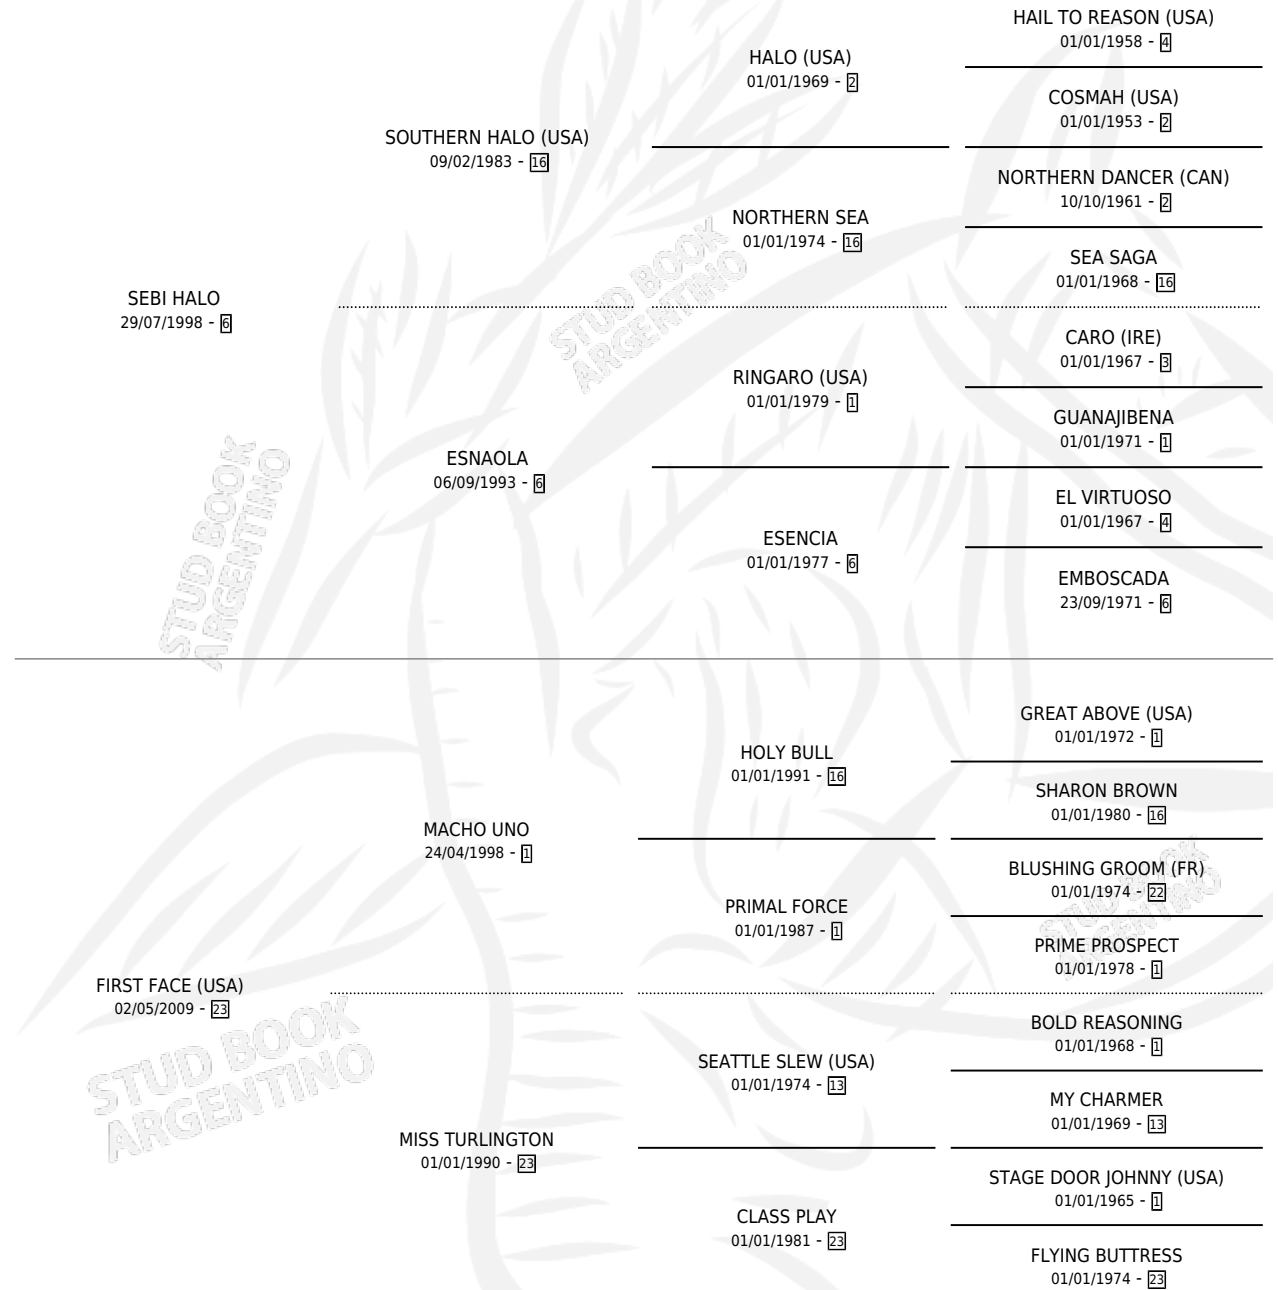 HAIL TO REASON (USA)
01/01/1958 - 4
HALO (USA)
01/01/1969 - 2
COSMAH (USA)
01/01/1953 - 2
SOUTHERN HALO (USA)
09/02/1983 - 16
NORTHERN DANCER (CAN)
10/10/1961 - 2
NORTHERN SEA
01/01/1974 - 16
SEA SAGA
01/01/1968 - 16
SEBI HALO
29/07/1998 - 6
CARO (IRE)
01/01/1967 - 3
RINGARO (USA)
01/01/1979 - 1
GUANAJIBENA
01/01/1971 - 1
ESNAOLA
06/09/1993 - 6
EL VIRTUOSO
01/01/1967 - 4
ESENCIA
01/01/1977 - 6
EMBOSCADA
23/09/1971 - 6
GREAT ABOVE (USA)
01/01/1972 - 1
HOLY BULL
01/01/1991 - 16
SHARON BROWN
01/01/1980 - 16
MACHO UNO
24/04/1998 - 1
BLUSHING GROOM (FR)
01/01/1974 - 22
PRIMAL FORCE
01/01/1987 - 1
PRIME PROSPECT
01/01/1978 - 1
FIRST FACE (USA)
02/05/2009 - 23
BOLD REASONING
01/01/1968 - 1
SEATTLE SLEW (USA)
01/01/1974 - 13
MY CHARMER
01/01/1969 - 13
MISS TURLINGTON
01/01/1990 - 23
STAGE DOOR JOHNNY (USA)
01/01/1965 - 1
CLASS PLAY
01/01/1981 - 23
FLYING BUTTRESS
01/01/1974 - 23
STUD BOOK
ARGENTINO
STUD BOOK
ARGENTINO
STUD BOOK
ARGENTINO
STUD BOOK
ARGENTINO